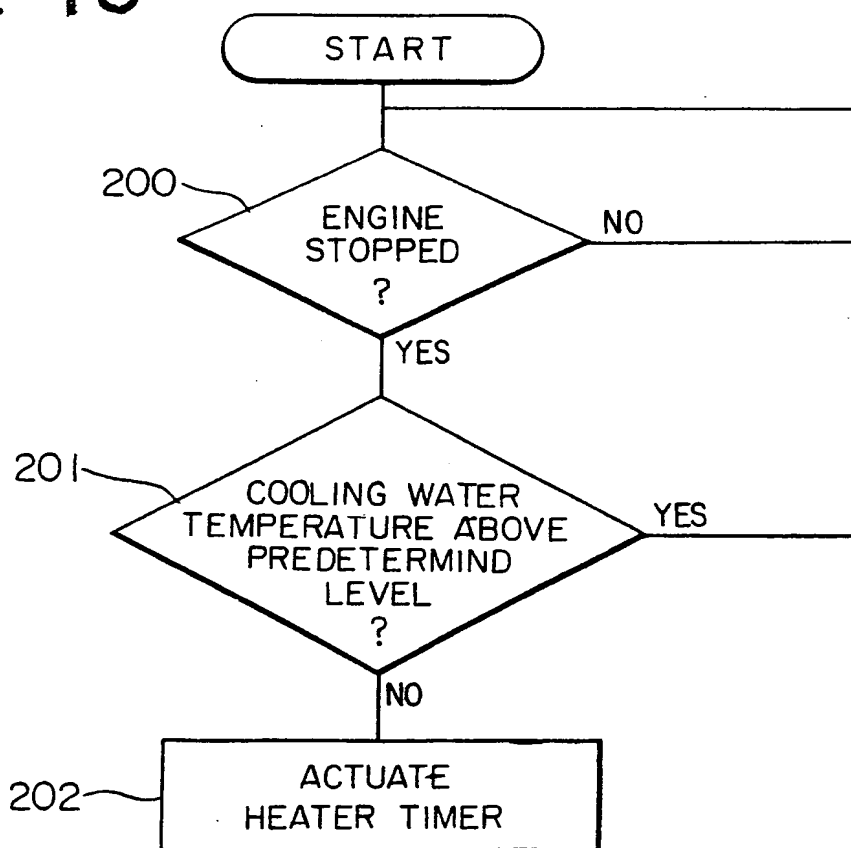 START
200
ENGINE
STOPPED
?
NO
YES
201
COOLING WATER
TEMPERATURE ABOVE
PREDETERMIND
LEVEL
?
YES
NO
202
ACTUATE
HEATER TIMER